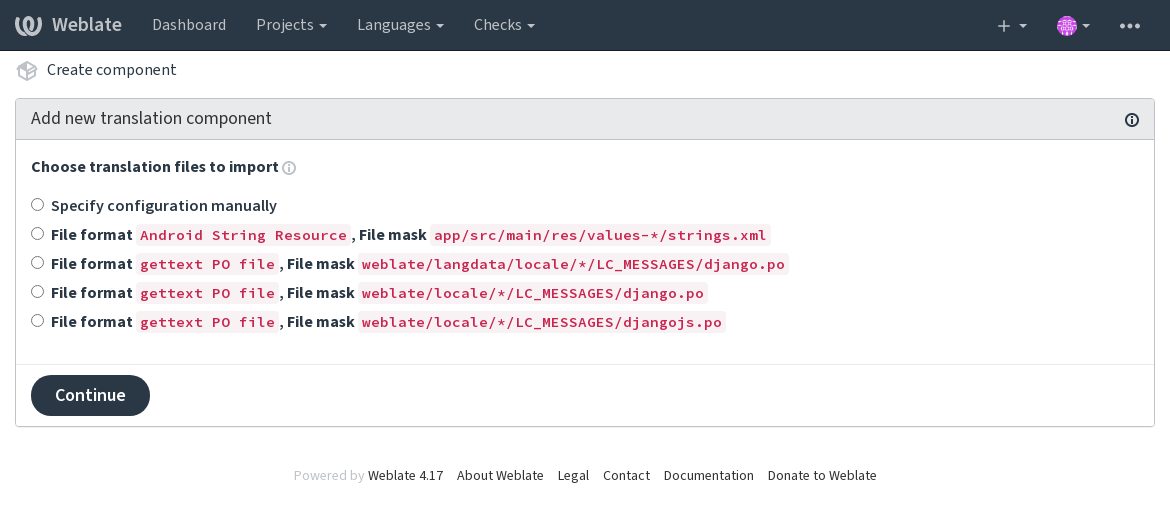 Weblate Dashboard Projects Languages Checks
Create component
Add new translation component
Choose translation files to import
Specify configuration manually
File format Android String Resource, File mask app/src/main/res/values-*/strings.xml
File format gettext PO file, File mask weblate/langdata/locale/*/LC_MESSAGES/django.po
File format gettext PO file, File mask weblate/locale/*/LC_MESSAGES/django.po
File format gettext PO file, File mask weblate/locale/*/LC_MESSAGES/djangojs.po
Continue
Powered by Weblate 4.17 About Weblate Legal Contact Documentation Donate to Weblate